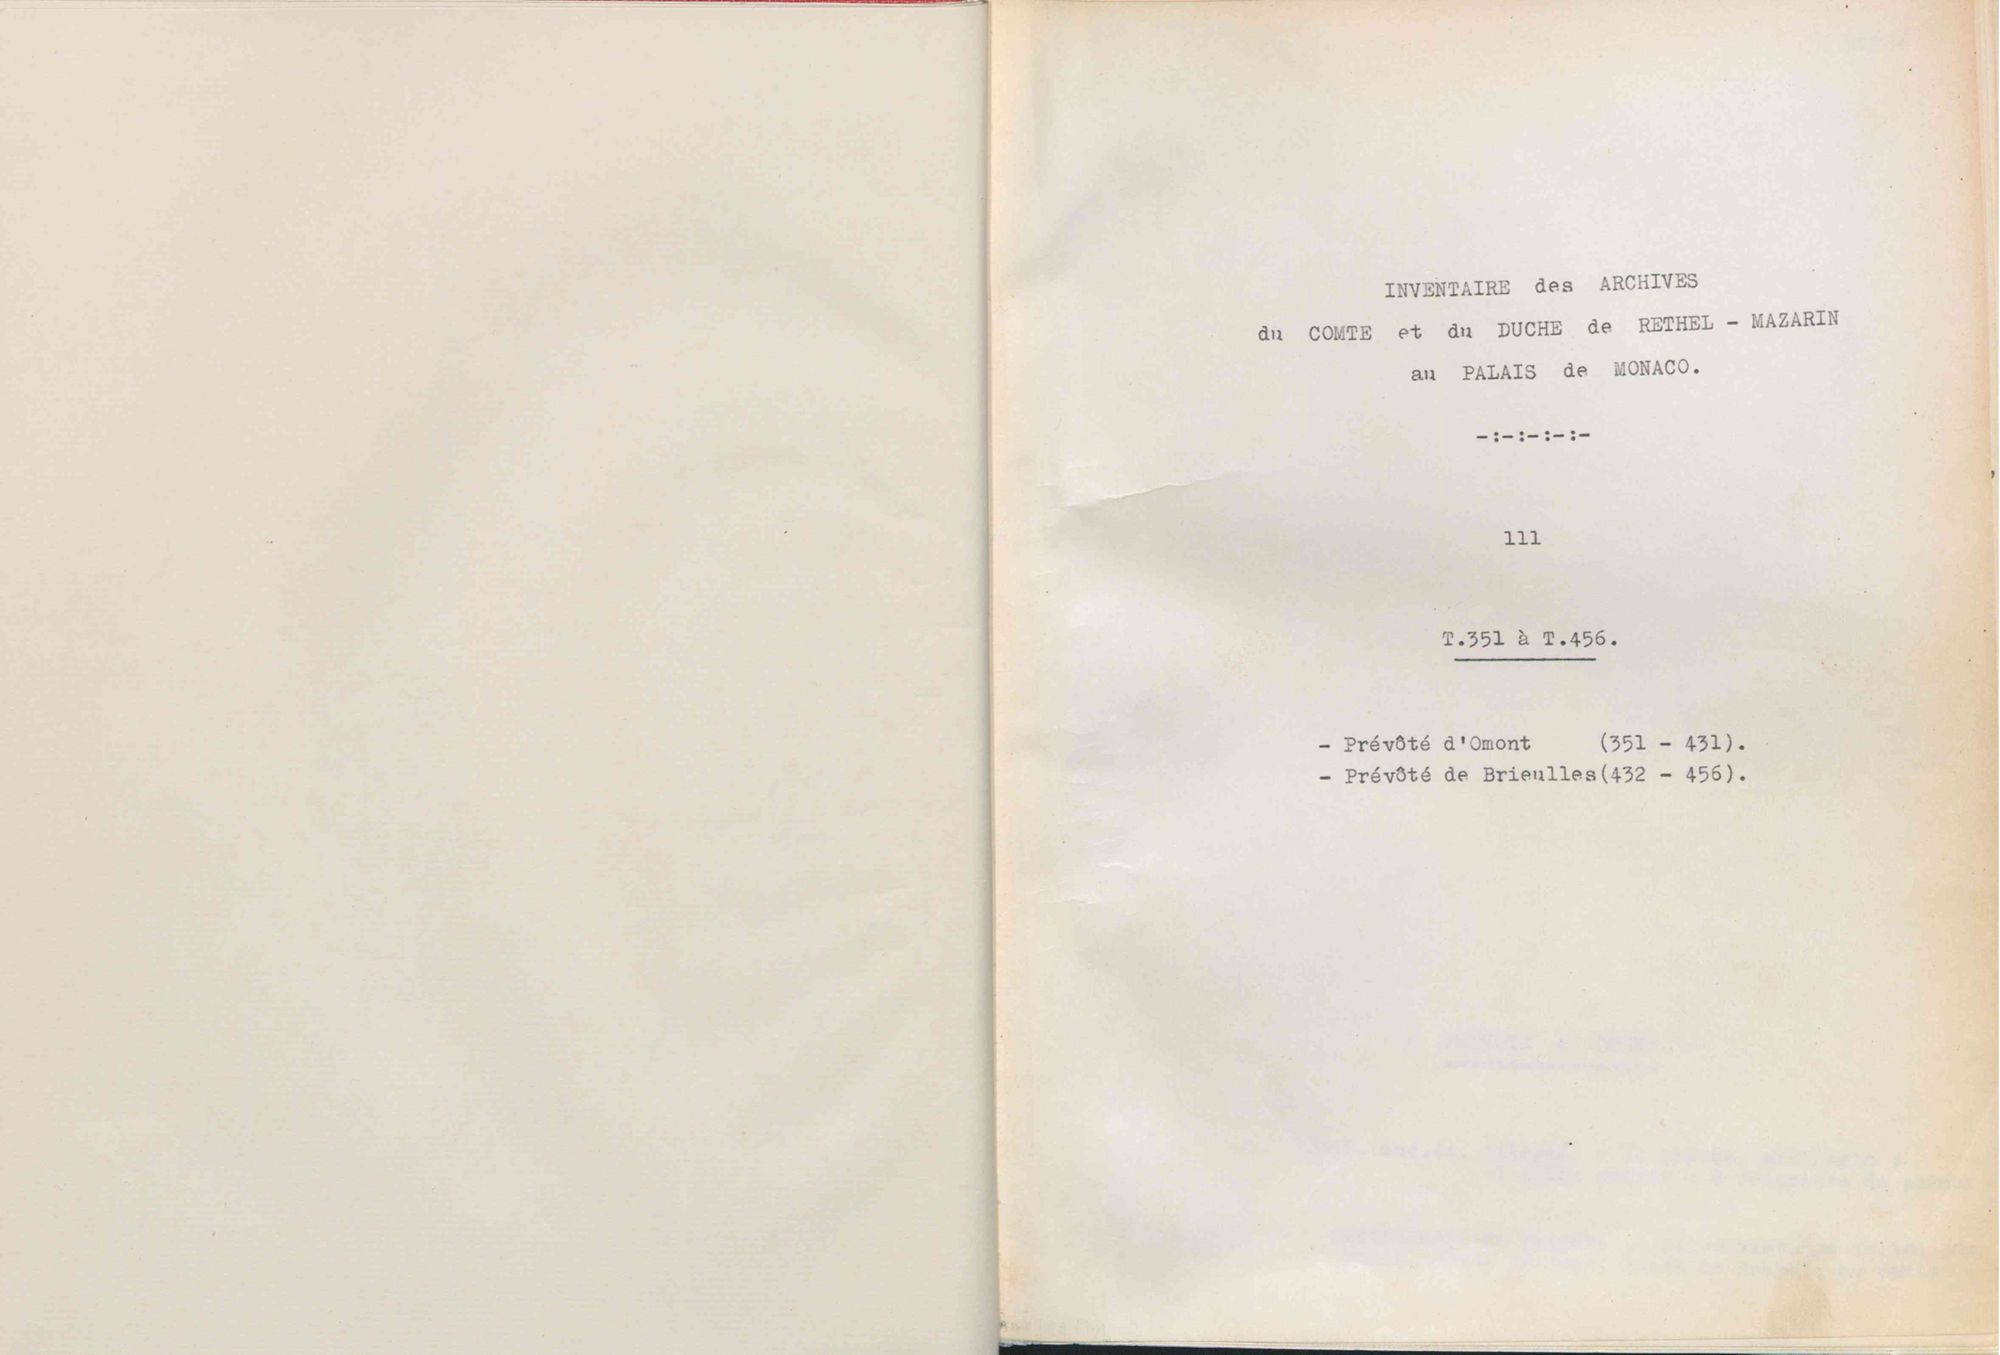 INVENTAIRE des ARCHIVES
du COMTE et du DUCHE de RETHEL - MAZARIN
au PALAIS de MONACO.
-:-:-:-:-
111
T.351 à T.456.
- Prévôté d'Omont (351 - 431).
- Prévôté de Brieulles(432 - 456).